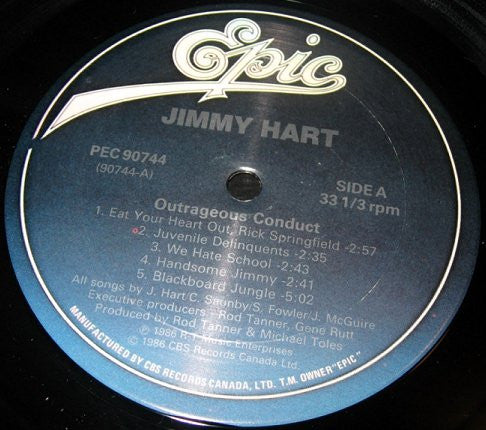 Epic
JIMMY HART
PEC 90744
(90744-A)
SIDE A
33 1/3 rpm
Outrageous Conduct
1. Eat Your Heart Out, Rick Springfield -2:57
2. Juvenile Delinquents -2:35
3. We Hate School -2:43
4. Handsome Jimmy -2:41
5. Blackboard Jungle -5:02
All songs by J. Hart/C. Saunby/S. Fowler/J. McGuire
Executive producers - Rod Tanner, Gene Rutt
Produced by Rod Tanner & Michael Toles
℗ 1986 R.T. Music Enterprises
© 1986 CBS Records Canada Ltd
MANUFACTURED BY CBS RECORDS CANADA, LTD. T.M. OWNER "EPIC"